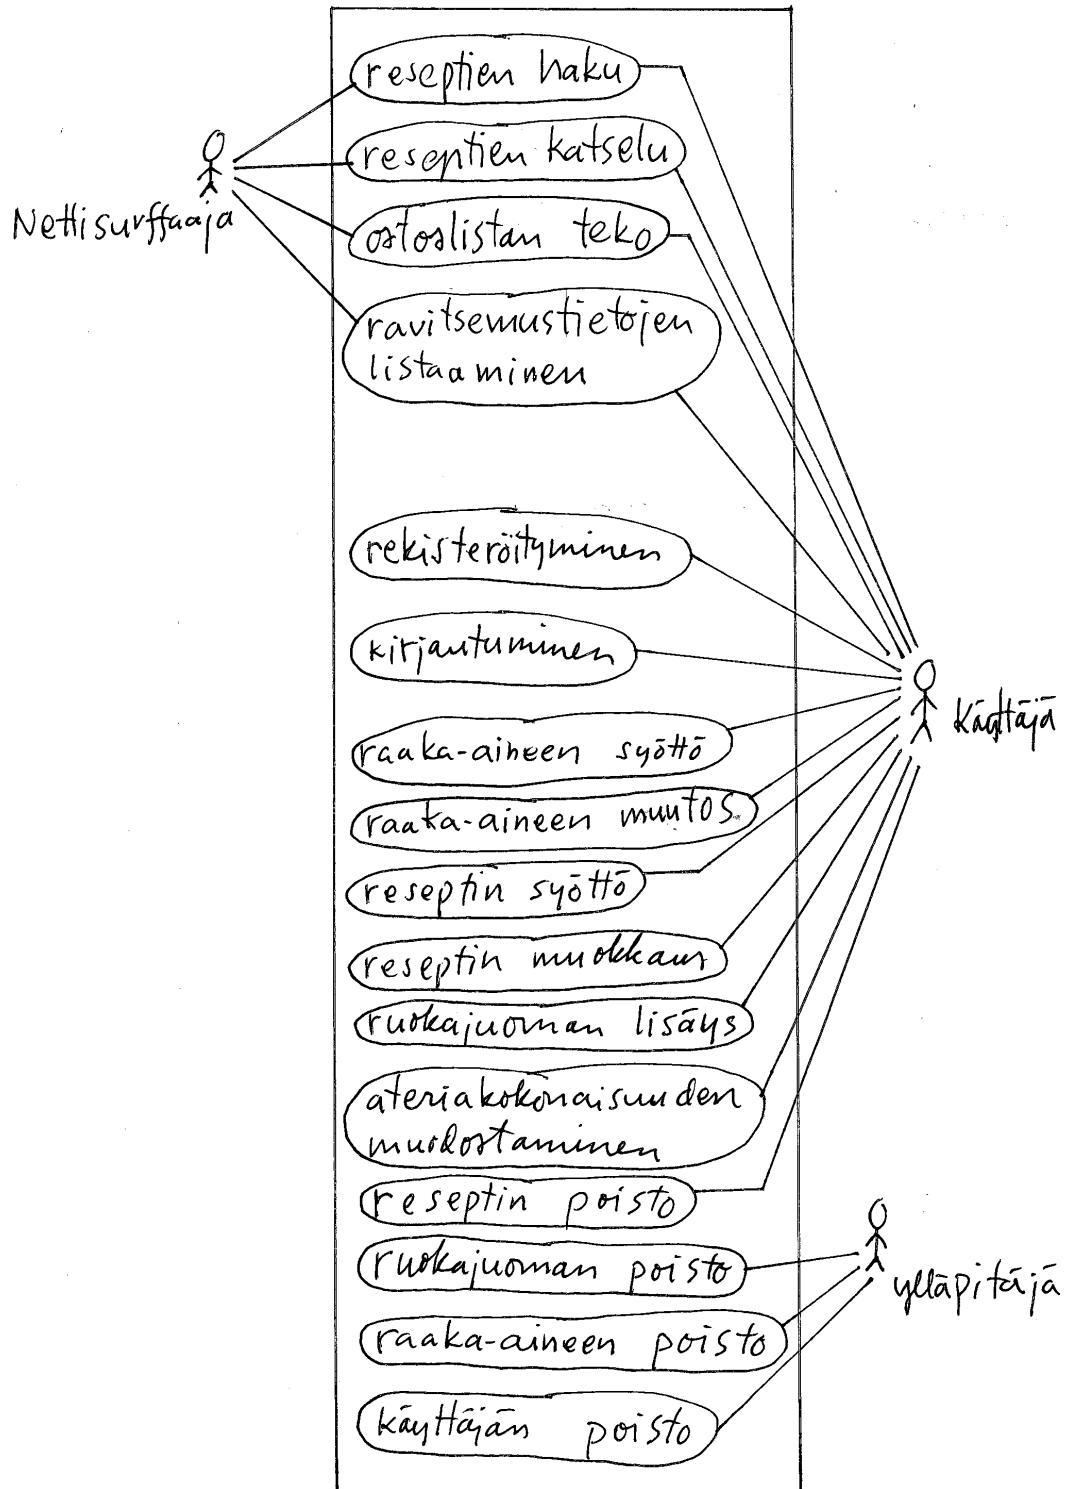 reseptien haku
reseptien katselu
Nettisurffaaja
ostoslistan teko
ravitsemustietojen
listaaminen
rekisteröityminen
kirjautuminen
Käyttäjä
raaka-aineen syöttö
raaka-aineen muutos
reseptin syöttö
reseptin muokkaus
ruokajuoman lisäys
ateriakokonaisuuden
muodostaminen
reseptin poisto
ruokajuoman poisto
ylläpitäjä
raaka-aineen poisto
käyttäjän poisto